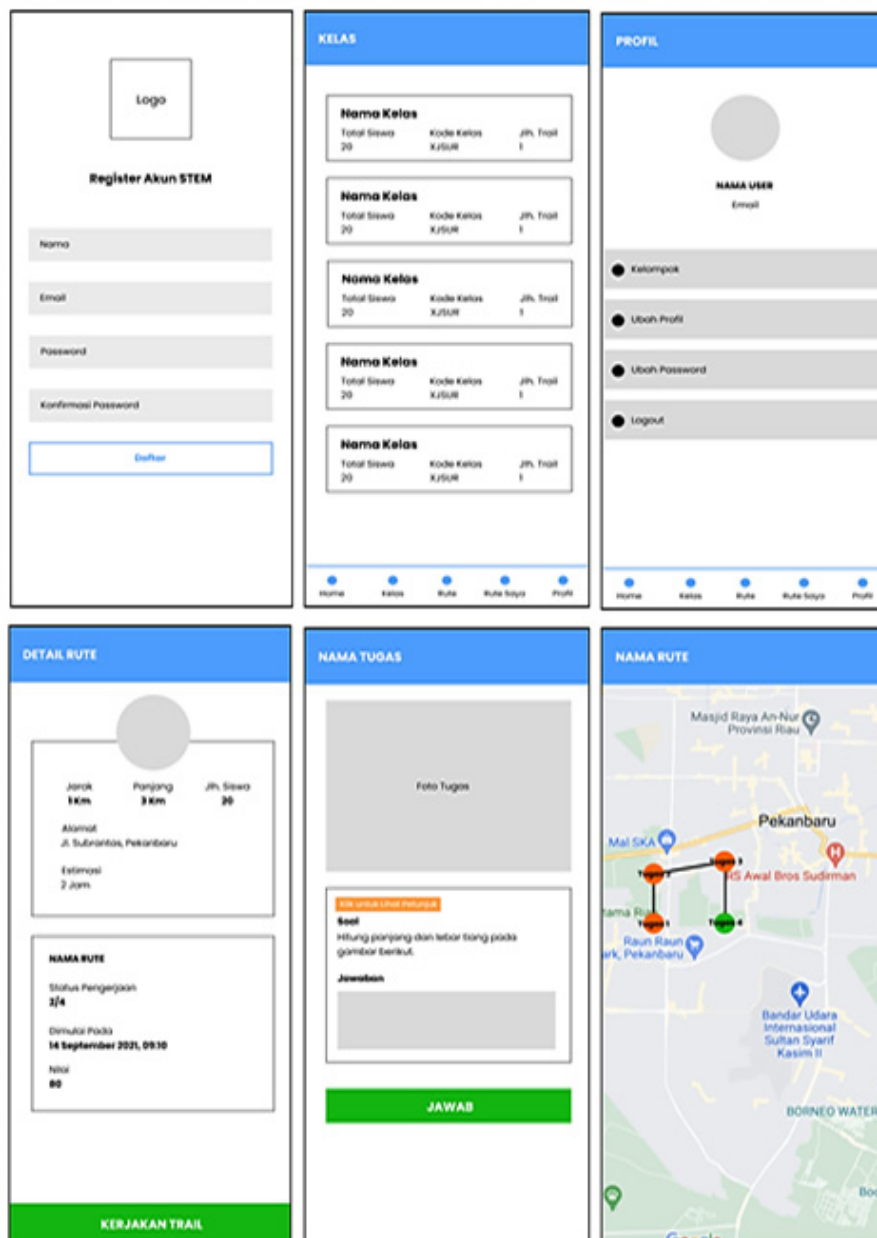 Logo
Register Akun STEM
Nama
Email
Password
Konfirmasi Password
Daftar
KELAS
Nama Kelas
Total Siswa Kode Kelas Jlh. Trail
20 XJSUR 1
Nama Kelas
Total Siswa Kode Kelas Jlh. Trail
20 XJSUR 1
Nama Kelas
Total Siswa Kode Kelas Jlh. Trail
20 XJSUR 1
Nama Kelas
Total Siswa Kode Kelas Jlh. Trail
20 XJSUR 1
Nama Kelas
Total Siswa Kode Kelas Jlh. Trail
20 XJSUR 1
Home Kelas Rute Rute Saya Profil
PROFIL
NAMA USER
Email
Kelompok
Ubah Profil
Ubah Password
Logout
Home Kelas Rute Rute Saya Profil
DETAIL RUTE
Jarak Panjang Jlh. Siswa
1 Km 3 Km 20
Alamat
Jl. Subrantas, Pekanbaru
Estimasi
2 Jam
NAMA RUTE
Status Pengerjaan
2/4
Dimulai Pada
14 September 2021, 09:10
Nilai
80
KERJAKAN TRAIL
NAMA TUGAS
Foto Tugas
Klik untuk Lihat Petunjuk
Soal
Hitung panjang dan lebar tiang pada
gambar berikut.
Jawaban
JAWAB
NAMA RUTE
Masjid Raya An-Nur
Provinsi Riau
Pekanbaru
Mal SKA
Tugas 2 Tugas 3
RS Awal Bros Sudirman
Tugas 1 Tugas 4
Raun Raun
ark, Pekanbaru
Bandar Udara
Internasional
Sultan Syarif
Kasim II
BORNEO WATER